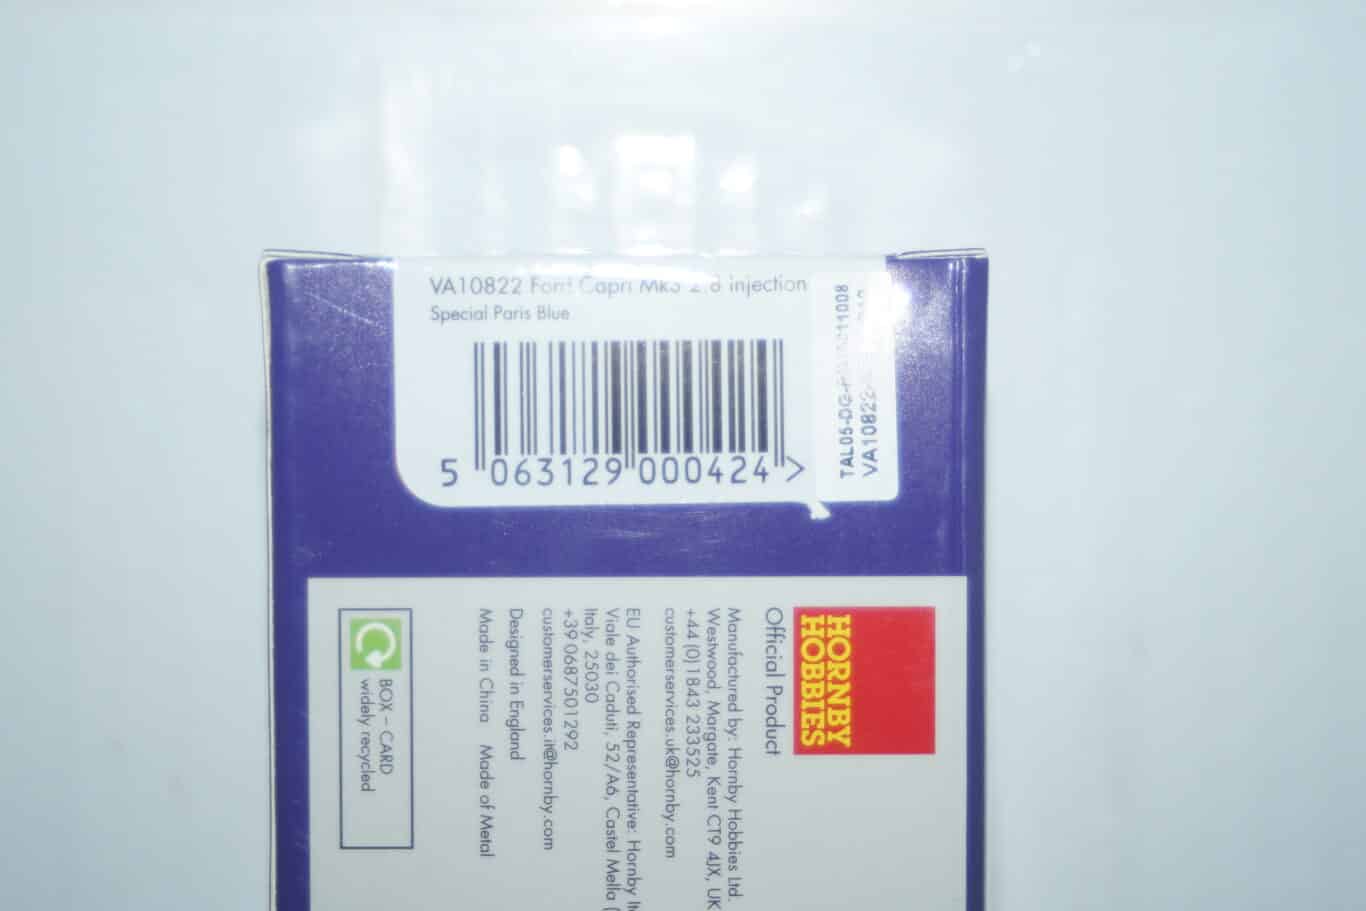 VA10822 Ford Capri Mk3 2.8 injection
Special Paris Blue
5 063129 000424 >
HORNBY
HOBBIES
Official Product
Manufactured by: Hornby Hobbies Ltd.
Westwood, Margate, Kent CT9 4JX, UK
+44 (0)1843 233525
customerservices.uk@hornby.com
EU Authorised Representative: Hornby
Viale dei Caduti, 52/A6, Castel Mella (
Italy, 25030
+39 0687501292
customerservices.it@hornby.com
Designed in England
Made in China Made of Metal
BOX – CARD
widely recycled